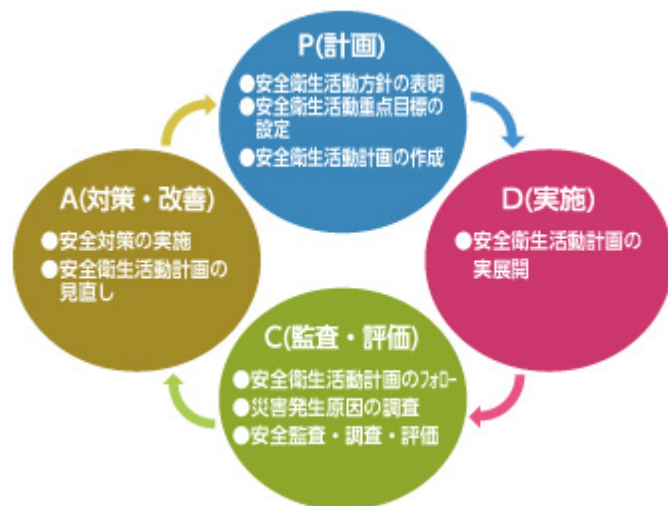 P(計画)
●安全衛生活動方針の表明
●安全衛生活動重点目標の
設定
●安全衛生活動計画の作成
D(実施)
●安全衛生活動計画の
実展開
C(監査・評価)
●安全衛生活動計画のﾌｫﾛｰ
●災害発生原因の調査
●安全監査・調査・評価
A(対策・改善)
●安全対策の実施
●安全衛生活動計画の
見直し